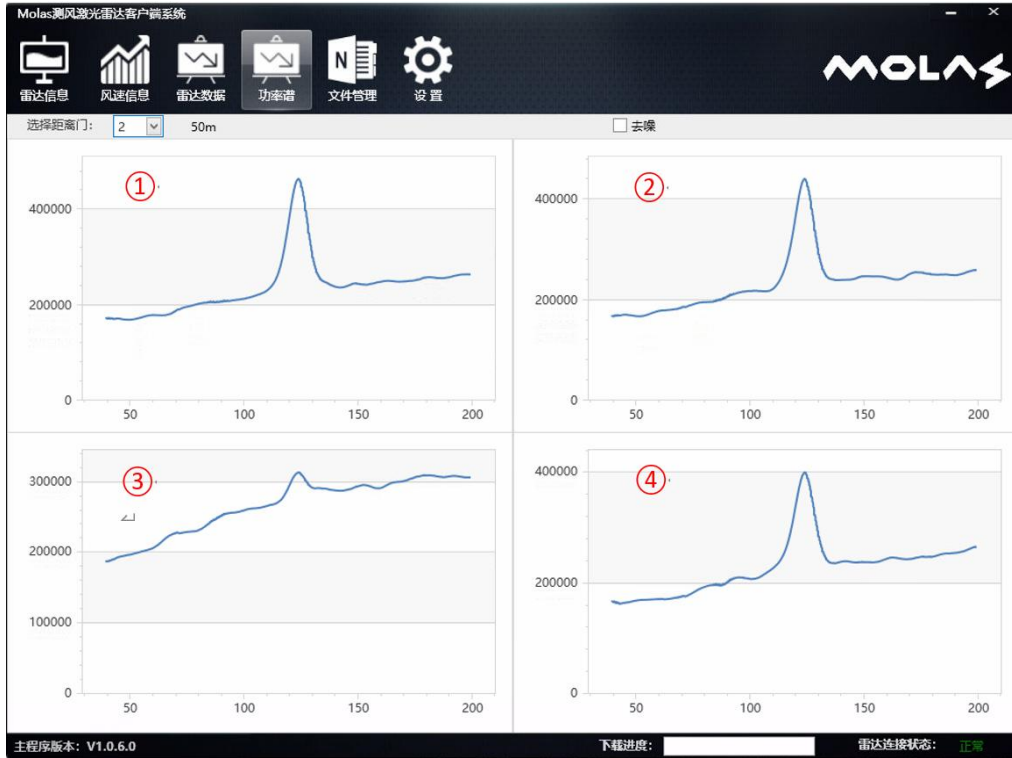 Molas测风激光雷达客户端系统
雷达信息 风速信息 雷达数据 功率谱 文件管理 设置
MOLAS
选择距离门: 2 50m 去噪
①
400000
200000
0
50 100 150 200
②
400000
200000
0
50 100 150 200
③
300000
200000
100000
0
50 100 150 200
④
400000
200000
0
50 100 150 200
主程序版本: V1.0.6.0 下载进度: 雷达连接状态: 正常